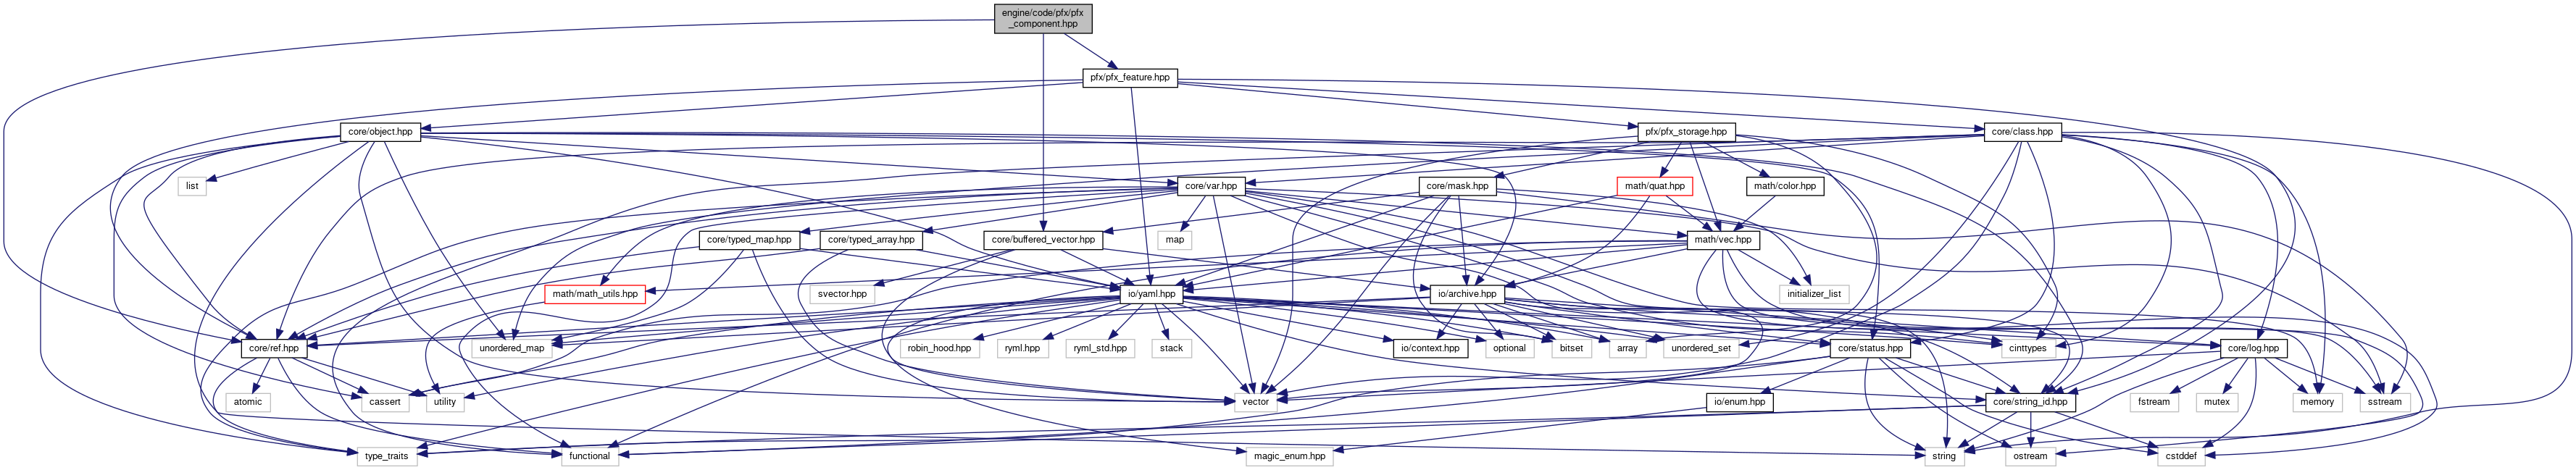 engine/code/pfx/pfx
_component.hpp
pfx/pfx_feature.hpp
core/object.hpp
pfx/pfx_storage.hpp
core/class.hpp
list
core/var.hpp
core/mask.hpp
math/quat.hpp
math/color.hpp
core/typed_map.hpp
core/typed_array.hpp
core/buffered_vector.hpp
map
math/vec.hpp
math/math_utils.hpp
svector.hpp
io/yaml.hpp
io/archive.hpp
initializer_list
core/ref.hpp
unordered_map
robin_hood.hpp
ryml.hpp
ryml_std.hpp
stack
io/context.hpp
optional
bitset
array
unordered_set
core/status.hpp
cinttypes
core/log.hpp
atomic
cassert
utility
vector
io/enum.hpp
core/string_id.hpp
fstream
mutex
memory
sstream
type_traits
functional
magic_enum.hpp
string
ostream
cstddef